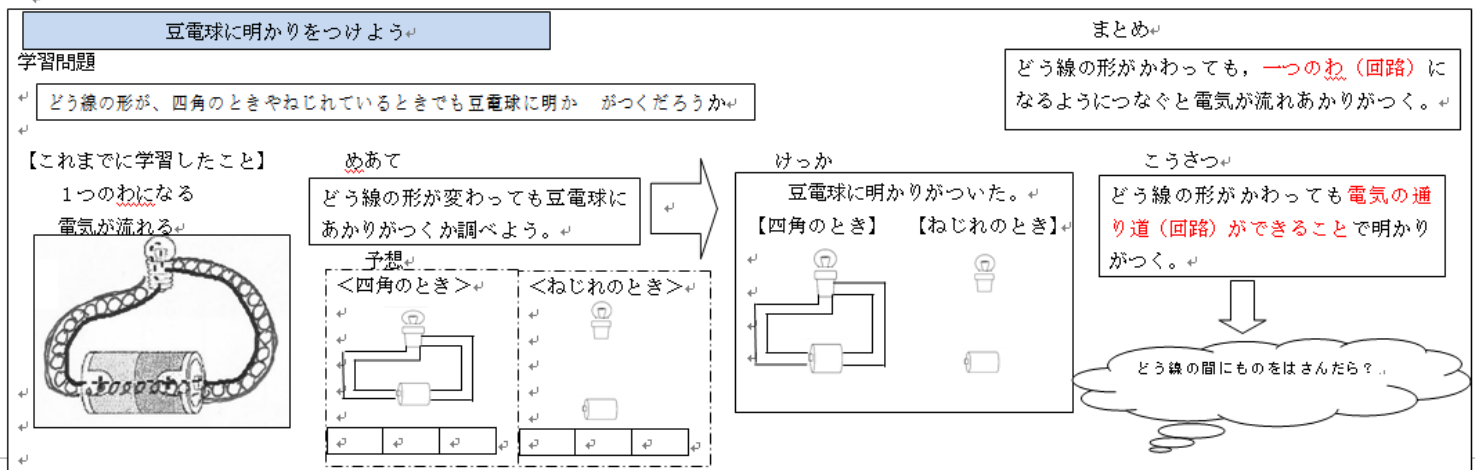 豆電球に明かりをつけよう
学習問題
どう線の形が、四角のときやねじれているときでも豆電球に明か　がつくだろうか
【これまでに学習したこと】
１つのわになる
電気が流れる
めあて
どう線の形が変わっても豆電球に
あかりがつくか調べよう。
予想
＜四角のとき＞
＜ねじれのとき＞
けっか
豆電球に明かりがついた。
【四角のとき】　【ねじれのとき】
まとめ
どう線の形がかわっても，一つのわ（回路）に
なるようにつなぐと電気が流れあかりがつく。
こうさつ
どう線の形がかわっても電気の通
り道（回路）ができることで明かり
がつく。
どう線の間にものをはさんだら？